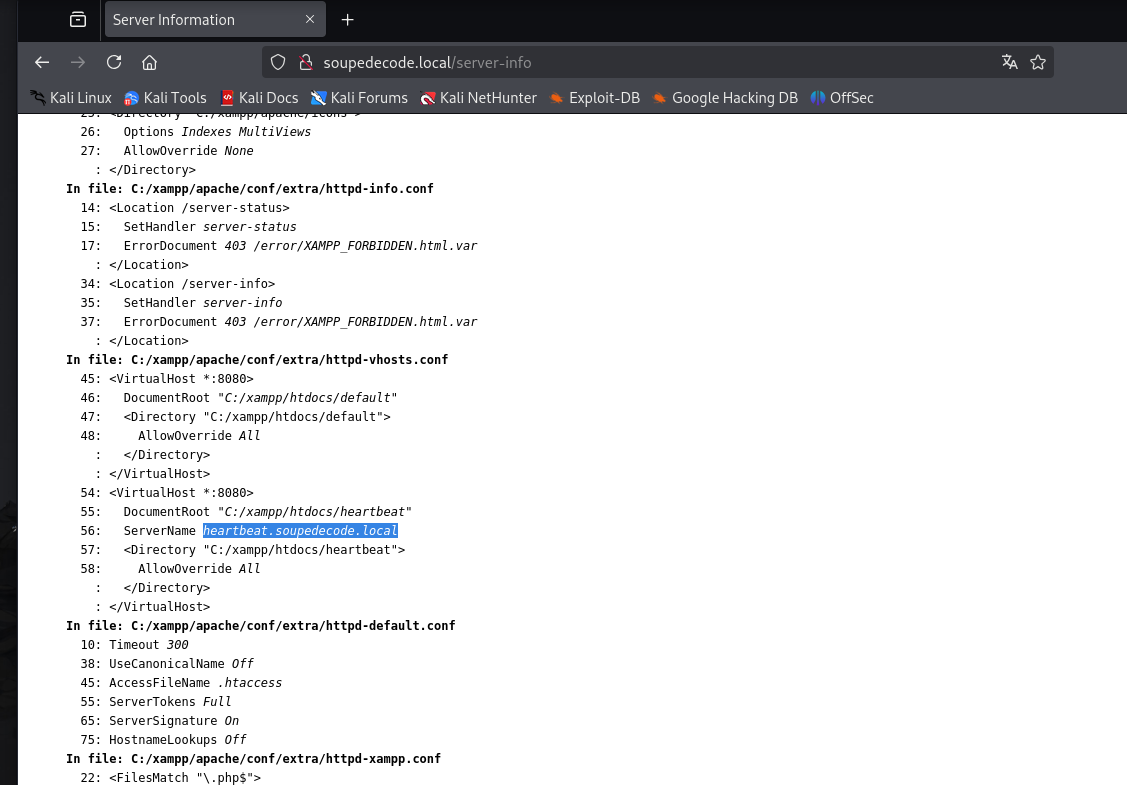 Server Information
soupedecode.local/server-info
Kali Linux Kali Tools Kali Docs Kali Forums Kali NetHunter Exploit-DB Google Hacking DB OffSec
25: <Directory "C:/xampp/apache/icons">
26: Options Indexes MultiViews
27: AllowOverride None
: </Directory>
In file: C:/xampp/apache/conf/extra/httpd-info.conf
14: <Location /server-status>
15: SetHandler server-status
17: ErrorDocument 403 /error/XAMPP_FORBIDDEN.html.var
: </Location>
34: <Location /server-info>
35: SetHandler server-info
37: ErrorDocument 403 /error/XAMPP_FORBIDDEN.html.var
: </Location>
In file: C:/xampp/apache/conf/extra/httpd-vhosts.conf
45: <VirtualHost *:8080>
46: DocumentRoot "C:/xampp/htdocs/default"
47: <Directory "C:/xampp/htdocs/default">
48: AllowOverride All
: </Directory>
: </VirtualHost>
54: <VirtualHost *:8080>
55: DocumentRoot "C:/xampp/htdocs/heartbeat"
56: ServerName heartbeat.soupedecode.local
57: <Directory "C:/xampp/htdocs/heartbeat">
58: AllowOverride All
: </Directory>
: </VirtualHost>
In file: C:/xampp/apache/conf/extra/httpd-default.conf
10: Timeout 300
38: UseCanonicalName Off
45: AccessFileName .htaccess
55: ServerTokens Full
65: ServerSignature On
75: HostnameLookups Off
In file: C:/xampp/apache/conf/extra/httpd-xampp.conf
22: <FilesMatch "\.php$">